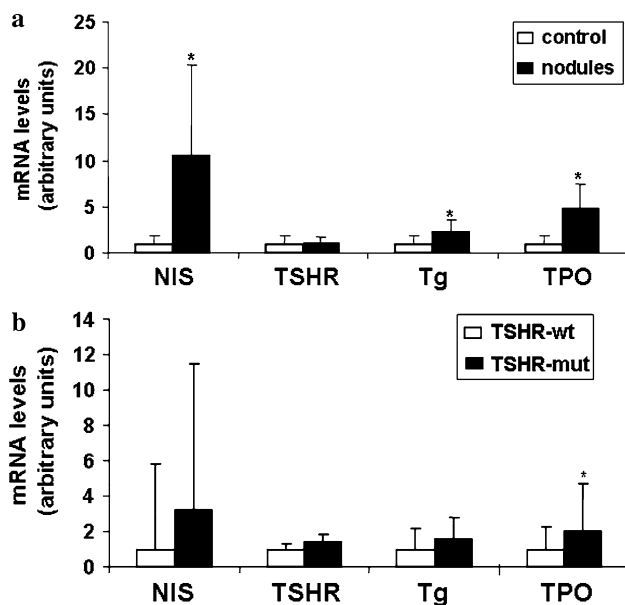 a
mRNA levels
(arbitrary units)
25
20
15
10
5
0
control
nodules
*
*
*
NIS TSHR Tg TPO
b
mRNA levels
(arbitrary units)
14
12
10
8
6
4
2
0
TSHR-wt
TSHR-mut
*
NIS TSHR Tg TPO